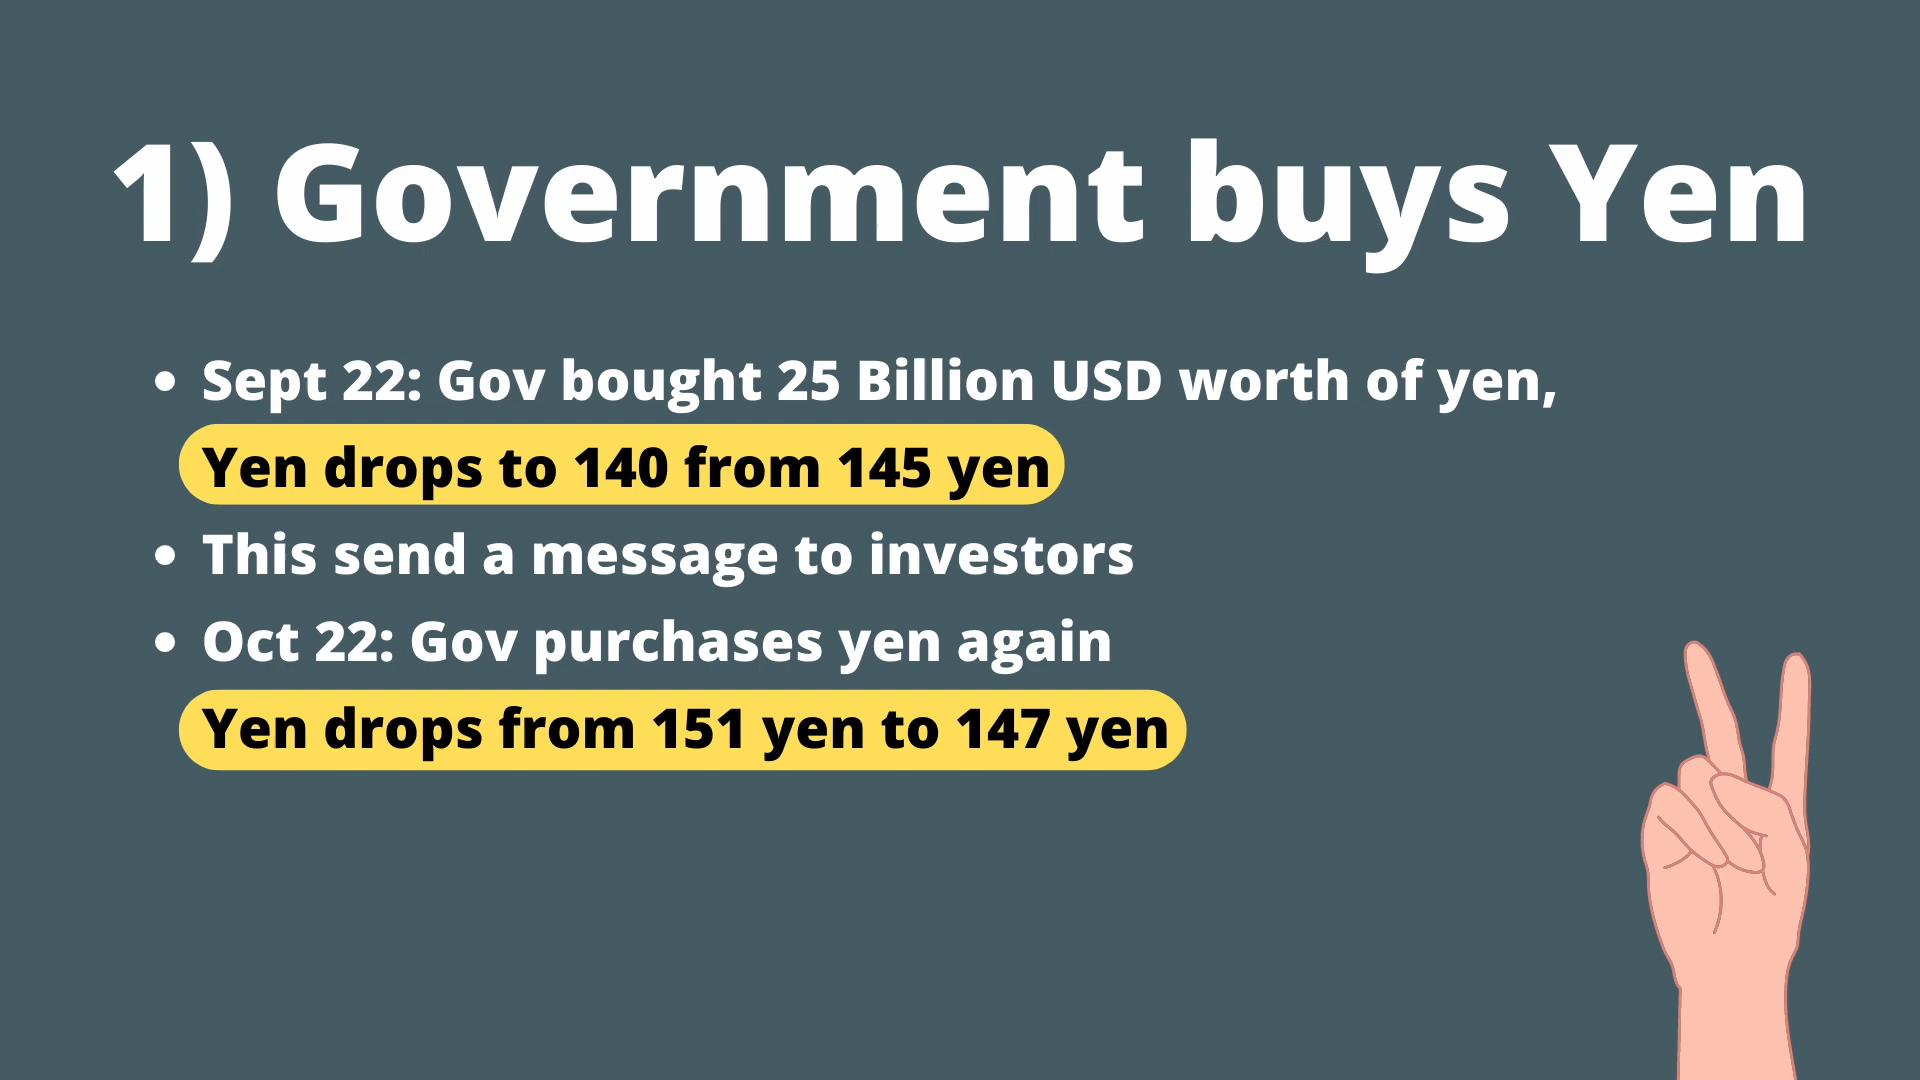 1) Government buys Yen
• Sept 22: Gov bought 25 Billion USD worth of yen,
Yen drops to 140 from 145 yen
• This send a message to investors
• Oct 22: Gov purchases yen again
Yen drops from 151 yen to 147 yen